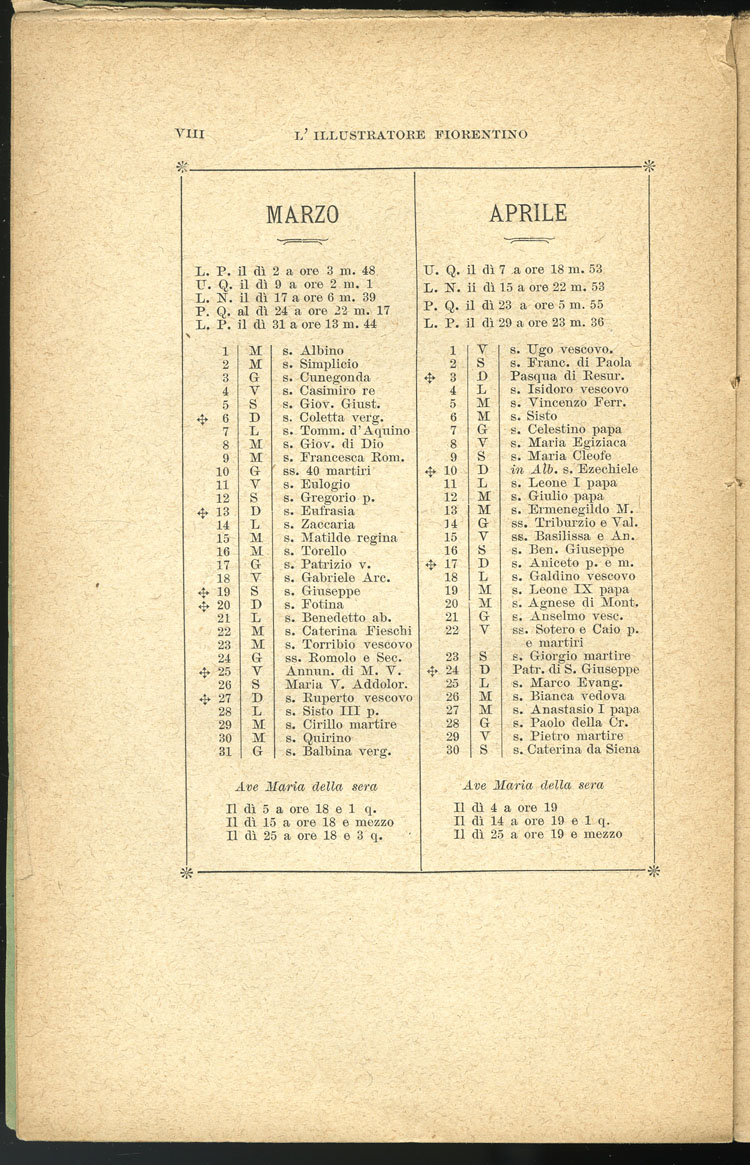 VIII L' ILLUSTRATORE FIORENTINO
MARZO
L. P. il dì 2 a ore 3 m. 48
U. Q. il dì 9 a ore 2 m. 1
L. N. il dì 17 a ore 6 m. 39
P. Q. al dì 24 a ore 22 m. 17
L. P. il dì 31 a ore 13 m. 44
1 M s. Albino
2 M s. Simplicio
3 G s. Cunegonda
4 V s. Casimiro re
5 S s. Giov. Giust.
✣ 6 D s. Coletta verg.
7 L s. Tomm. d'Aquino
8 M s. Giov. di Dio
9 M s. Francesca Rom.
10 G ss. 40 martiri
11 V s. Eulogio
12 S s. Gregorio p.
✣ 13 D s. Eufrasia
14 L s. Zaccaria
15 M s. Matilde regina
16 M s. Torello
17 G s. Patrizio v.
18 V s. Gabriele Arc.
✣ 19 S s. Giuseppe
✣ 20 D s. Fotina
21 L s. Benedetto ab.
22 M s. Caterina Fieschi
23 M s. Torribio vescovo
24 G ss. Romolo e Sec.
✣ 25 V Annun. di M. V.
26 S Maria V. Addolor.
✣ 27 D s. Ruperto vescovo
28 L s. Sisto III p.
29 M s. Cirillo martire
30 M s. Quirino
31 G s. Balbina verg.
Ave Maria della sera
Il dì 5 a ore 18 e 1 q.
Il dì 15 a ore 18 e mezzo
Il dì 25 a ore 18 e 3 q.
APRILE
U. Q. il dì 7 a ore 18 m. 53
L. N. ii dì 15 a ore 22 m. 53
P. Q. il dì 23 a ore 5 m. 55
L. P. il dì 29 a ore 23 m. 36
1 V s. Ugo vescovo.
2 S s. Franc. di Paola
✣ 3 D Pasqua di Resur.
4 L s. Isidoro vescovo
5 M s. Vincenzo Ferr.
6 M s. Sisto
7 G s. Celestino papa
8 V s. Maria Egiziaca
9 S s. Maria Cleofe
✣ 10 D in Alb. s. Ezechiele
11 L s. Leone I papa
12 M s. Giulio papa
13 M s. Ermenegildo M.
14 G ss. Triburzio e Val.
15 V ss. Basilissa e An.
16 S s. Ben. Giuseppe
✣ 17 D s. Aniceto p. e m.
18 L s. Galdino vescovo
19 M s. Leone IX papa
20 M s. Agnese di Mont.
21 G s. Anselmo vesc.
22 V ss. Sotero e Caio p.
e martiri
23 S s. Giorgio martire
✣ 24 D Patr. di S. Giuseppe
25 L s. Marco Evang.
26 M s. Bianca vedova
27 M s. Anastasio I papa
28 G s. Paolo della Cr.
29 V s. Pietro martire
30 S s. Caterina da Siena
Ave Maria della sera
Il dì 4 a ore 19
Il dì 14 a ore 19 e 1 q.
Il dì 25 a ore 19 e mezzo